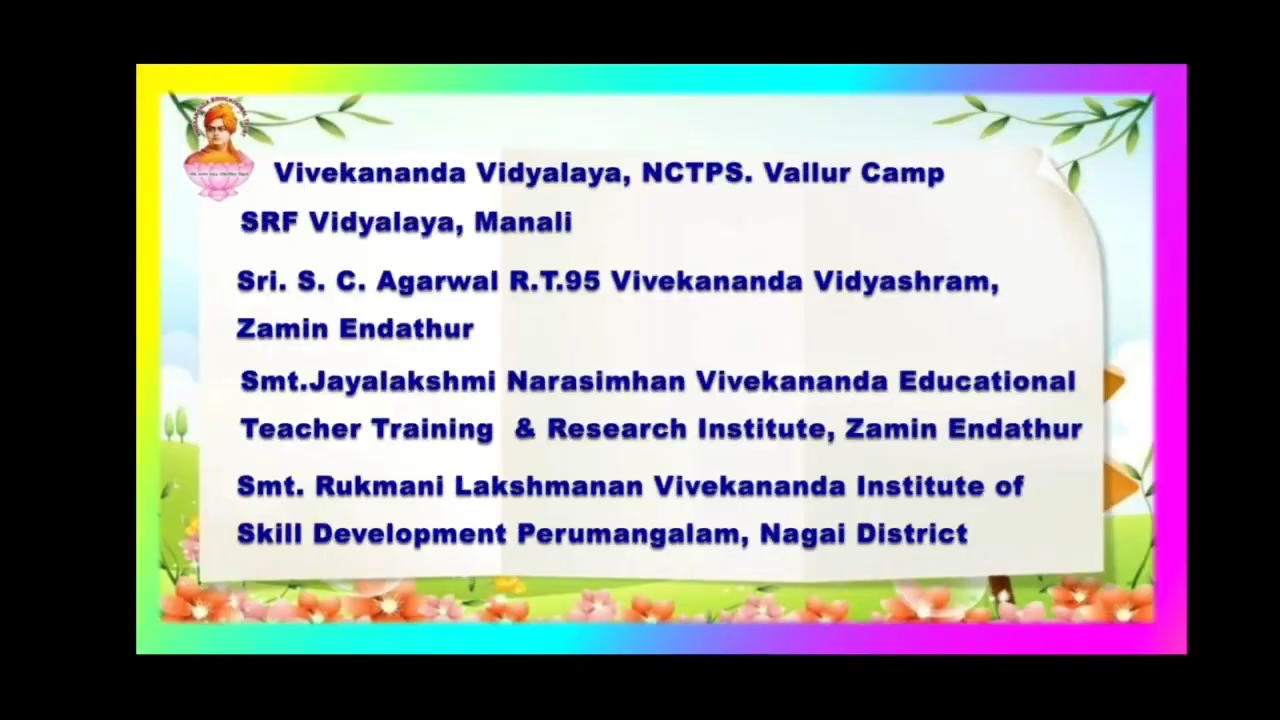 Vivekananda Vidyalaya, NCTPS. Vallur Camp
SRF Vidyalaya, Manali
Sri. S. C. Agarwal R.T.95 Vivekananda Vidyashram,
Zamin Endathur
Smt.Jayalakshmi Narasimhan Vivekananda Educational
Teacher Training & Research Institute, Zamin Endathur
Smt. Rukmani Lakshmanan Vivekananda Institute of
Skill Development Perumangalam, Nagai District